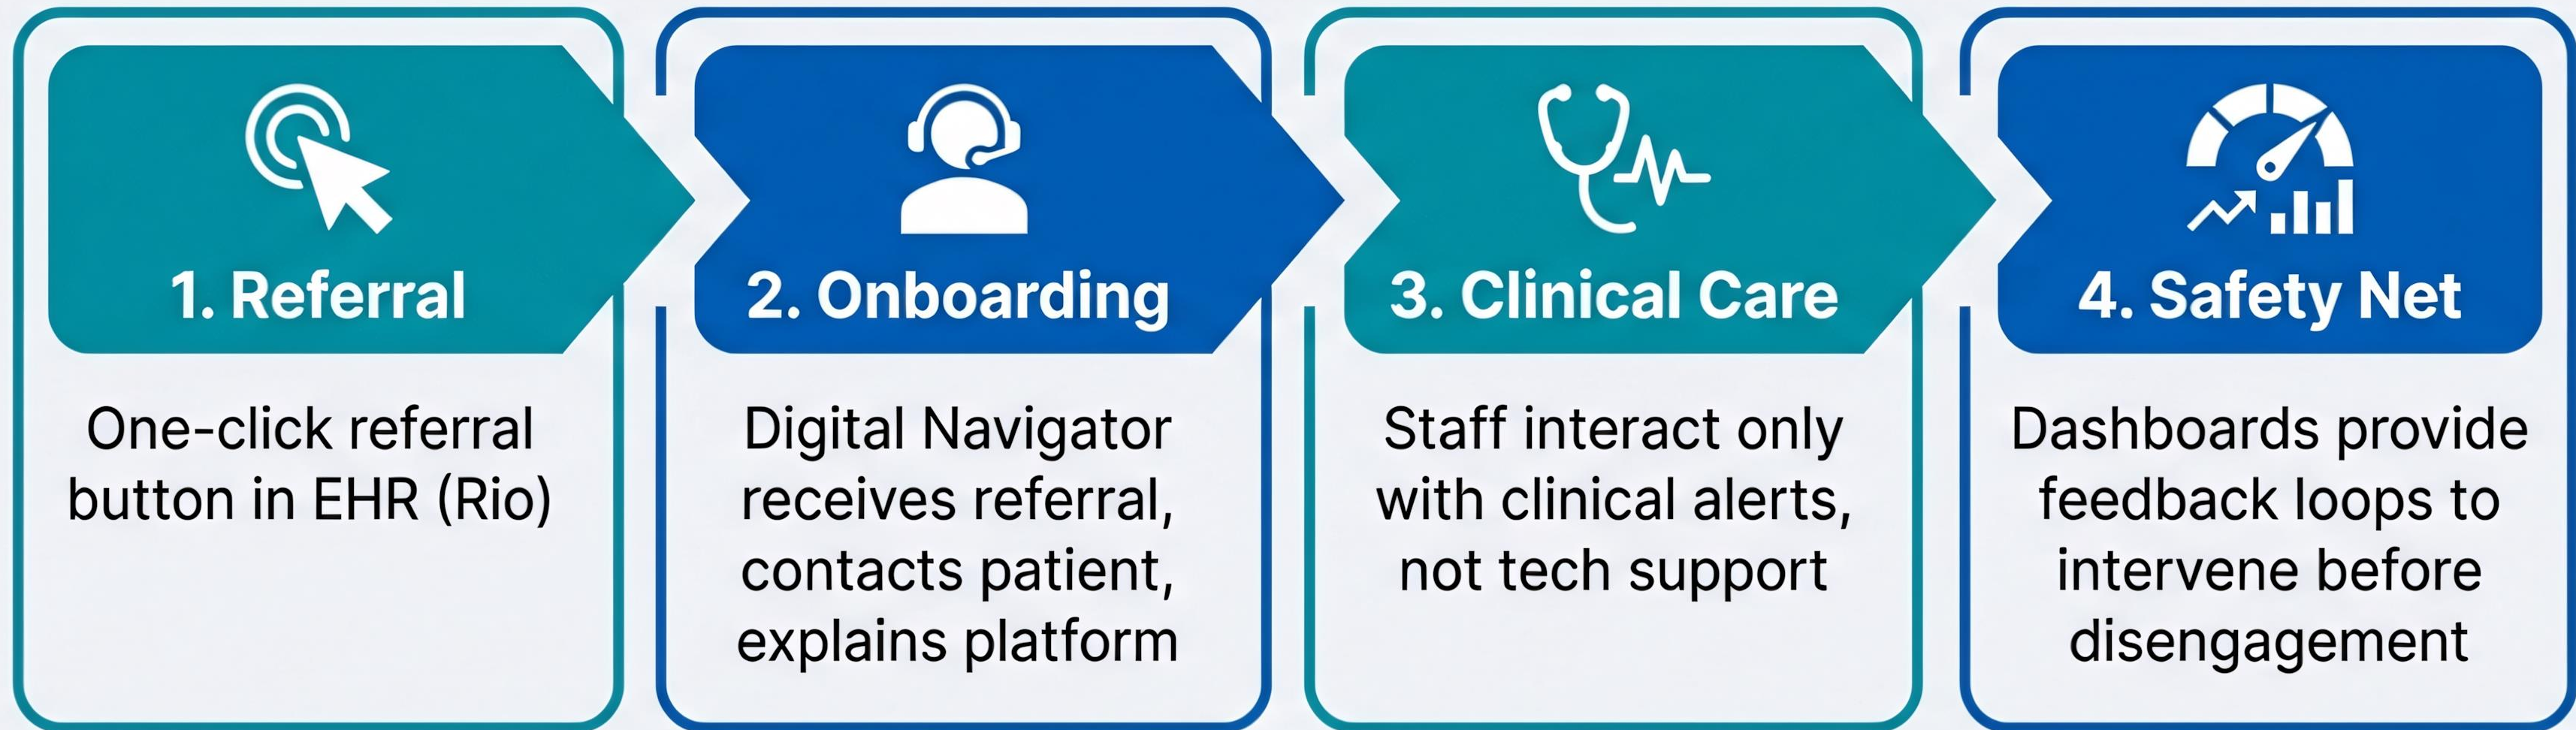 1. Referral
One-click referral
button in EHR (Rio)
2. Onboarding
Digital Navigator
receives referral,
contacts patient,
explains platform
3. Clinical Care
Staff interact only
with clinical alerts,
not tech support
4. Safety Net
Dashboards provide
feedback loops to
intervene before
disengagement